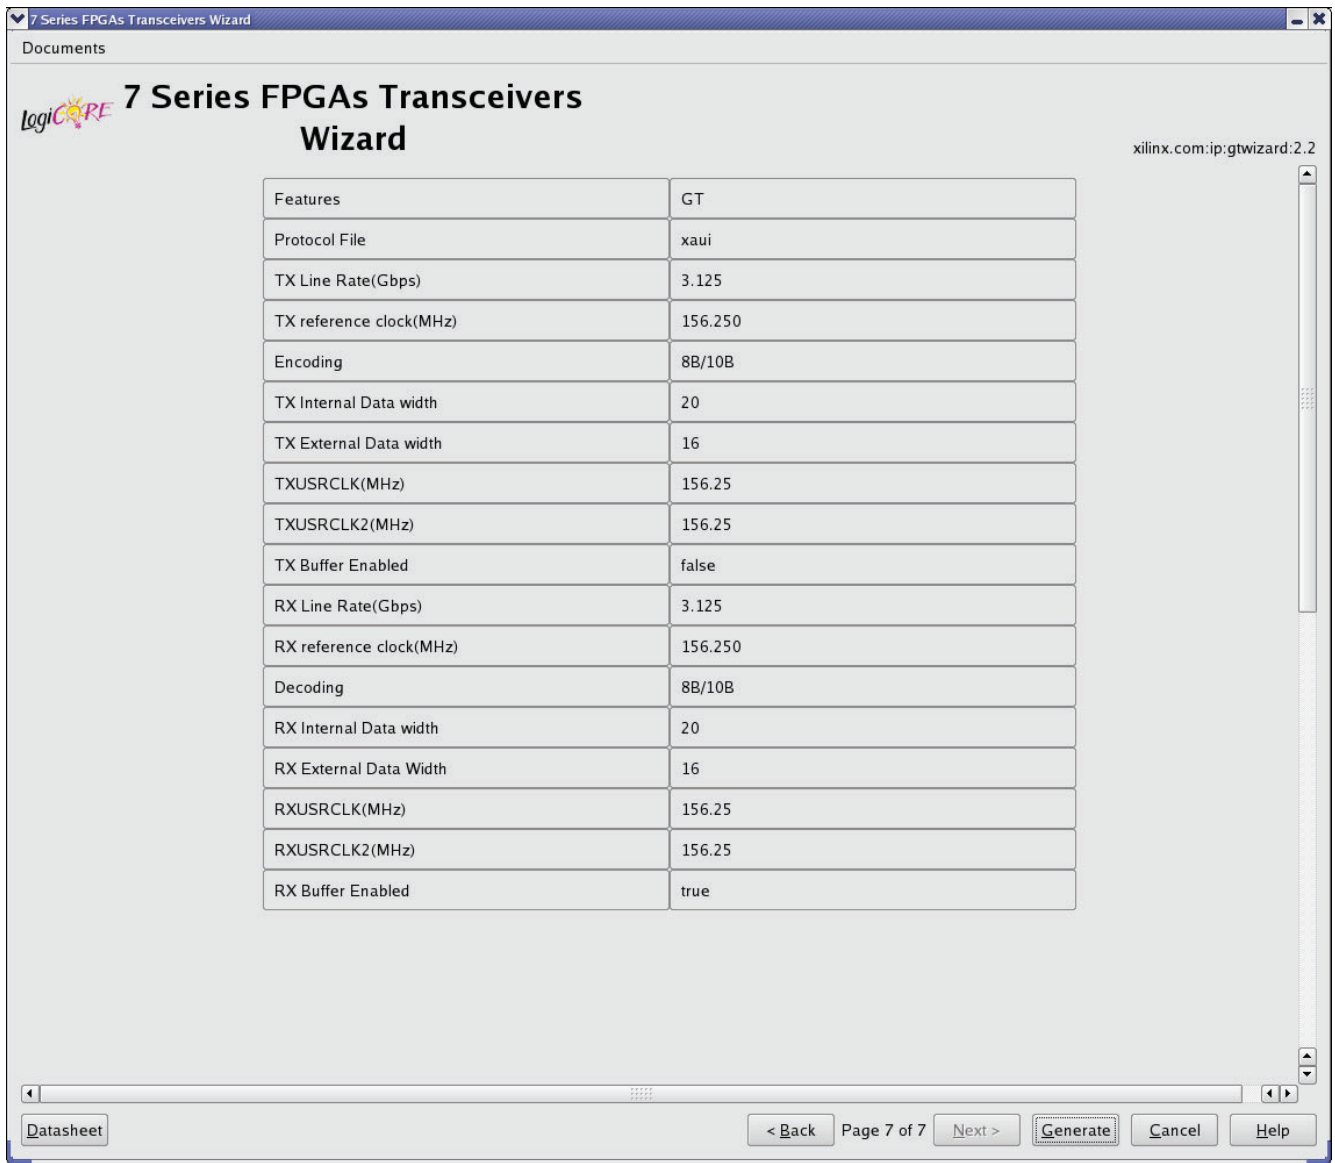 7 Series FPGAs Transceivers Wizard
Documents
LogiCORE
7 Series FPGAs Transceivers
Wizard
xilinx.com:ip:gtwizard:2.2
Features GT
Protocol File xaui
TX Line Rate(Gbps) 3.125
TX reference clock(MHz) 156.250
Encoding 8B/10B
TX Internal Data width 20
TX External Data width 16
TXUSRCLK(MHz) 156.25
TXUSRCLK2(MHz) 156.25
TX Buffer Enabled false
RX Line Rate(Gbps) 3.125
RX reference clock(MHz) 156.250
Decoding 8B/10B
RX Internal Data width 20
RX External Data Width 16
RXUSRCLK(MHz) 156.25
RXUSRCLK2(MHz) 156.25
RX Buffer Enabled true
Datasheet < Back Page 7 of 7 Next > Generate Cancel Help